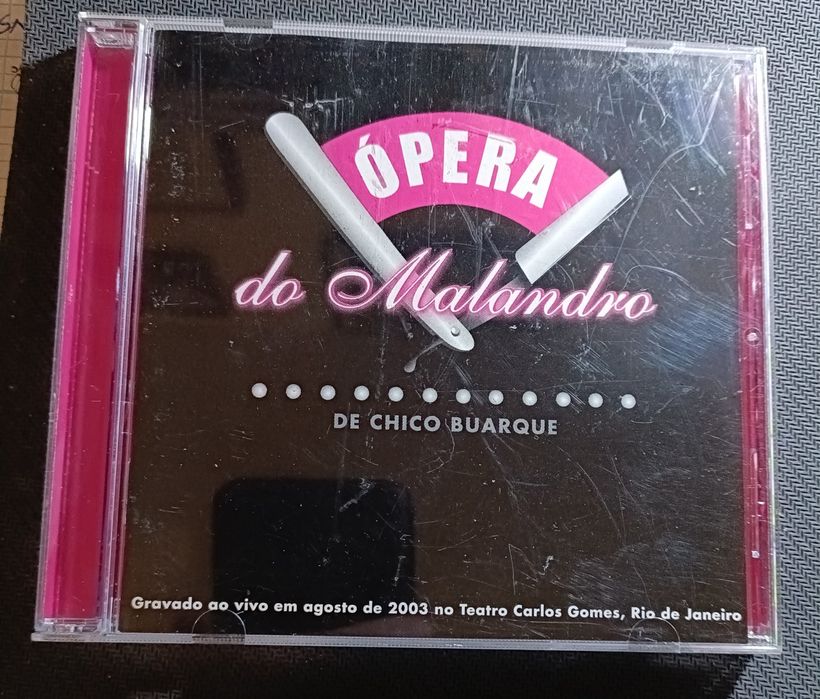 ÓPERA
do Malandro
DE CHICO BUARQUE
Gravado ao vivo em agosto de 2003 no Teatro Carlos Gomes, Rio de Janeiro